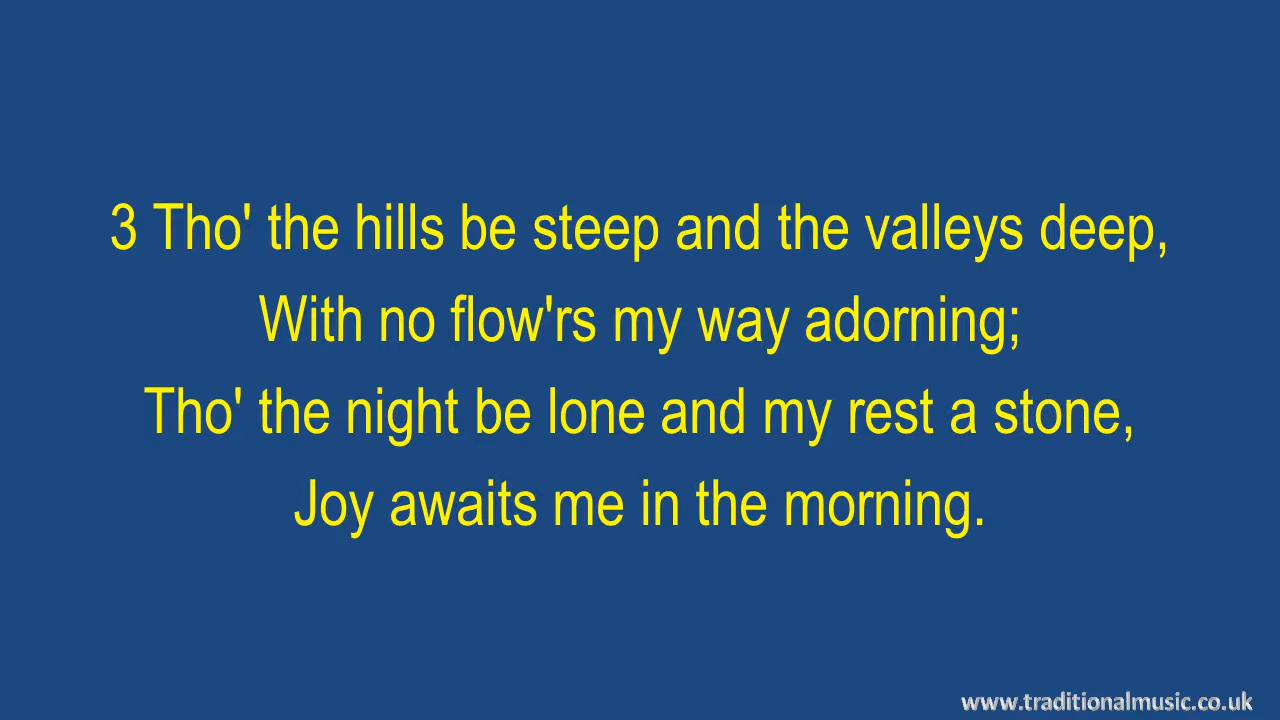 3 Tho' the hills be steep and the valleys deep,
With no flow'rs my way adorning;
Tho' the night be lone and my rest a stone,
Joy awaits me in the morning.
www.traditionalmusic.co.uk